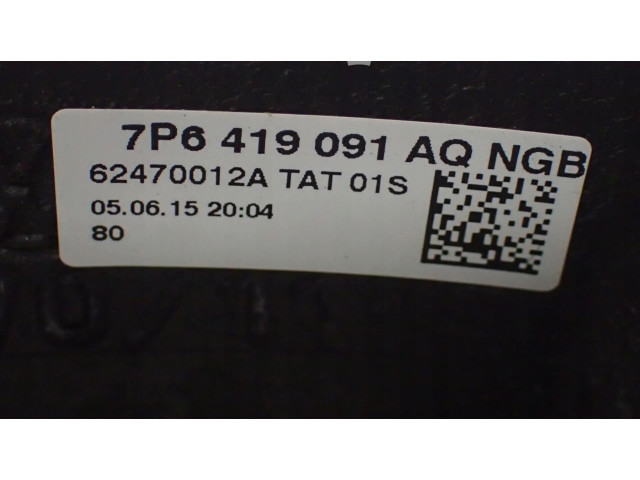 7P6 419 091 AQ NGB
62470012A TAT 01S
05.06.15 20:04
80